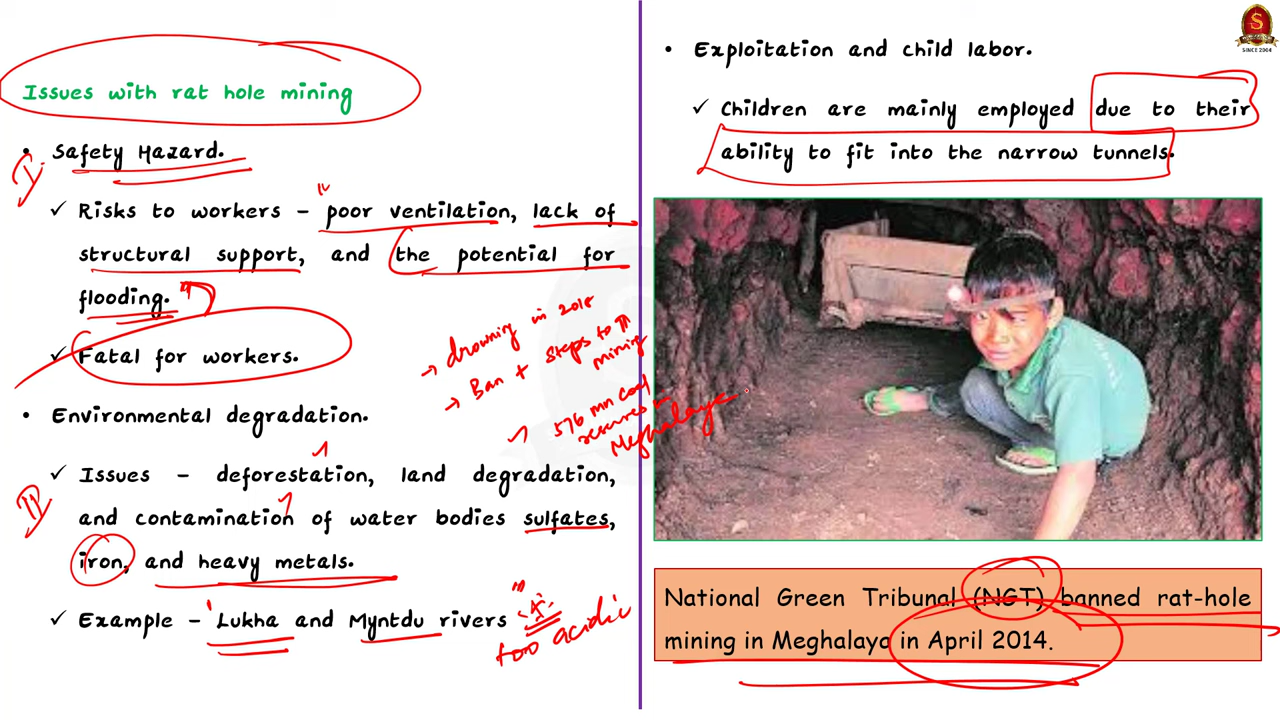 Issues with rat hole mining
• Safety Hazard.
I.
✓ Risks to workers – poor ventilation, lack of
structural support, and the potential for
flooding.
✓ Fatal for workers.
→ drowning in 2018
→ Ban + steps to
mining
576 mn coal
reserves in
Meghalaya
• Environmental degradation.
II
✓ Issues – deforestation, land degradation,
and contamination of water bodies sulfates,
iron, and heavy metals.
✓ Example – Lukha and Myntdu rivers
too acidic
• Exploitation and child labor.
✓ Children are mainly employed due to their
ability to fit into the narrow tunnels.
National Green Tribunal (NGT) banned rat-hole
mining in Meghalaya in April 2014.
S
SINCE 2004